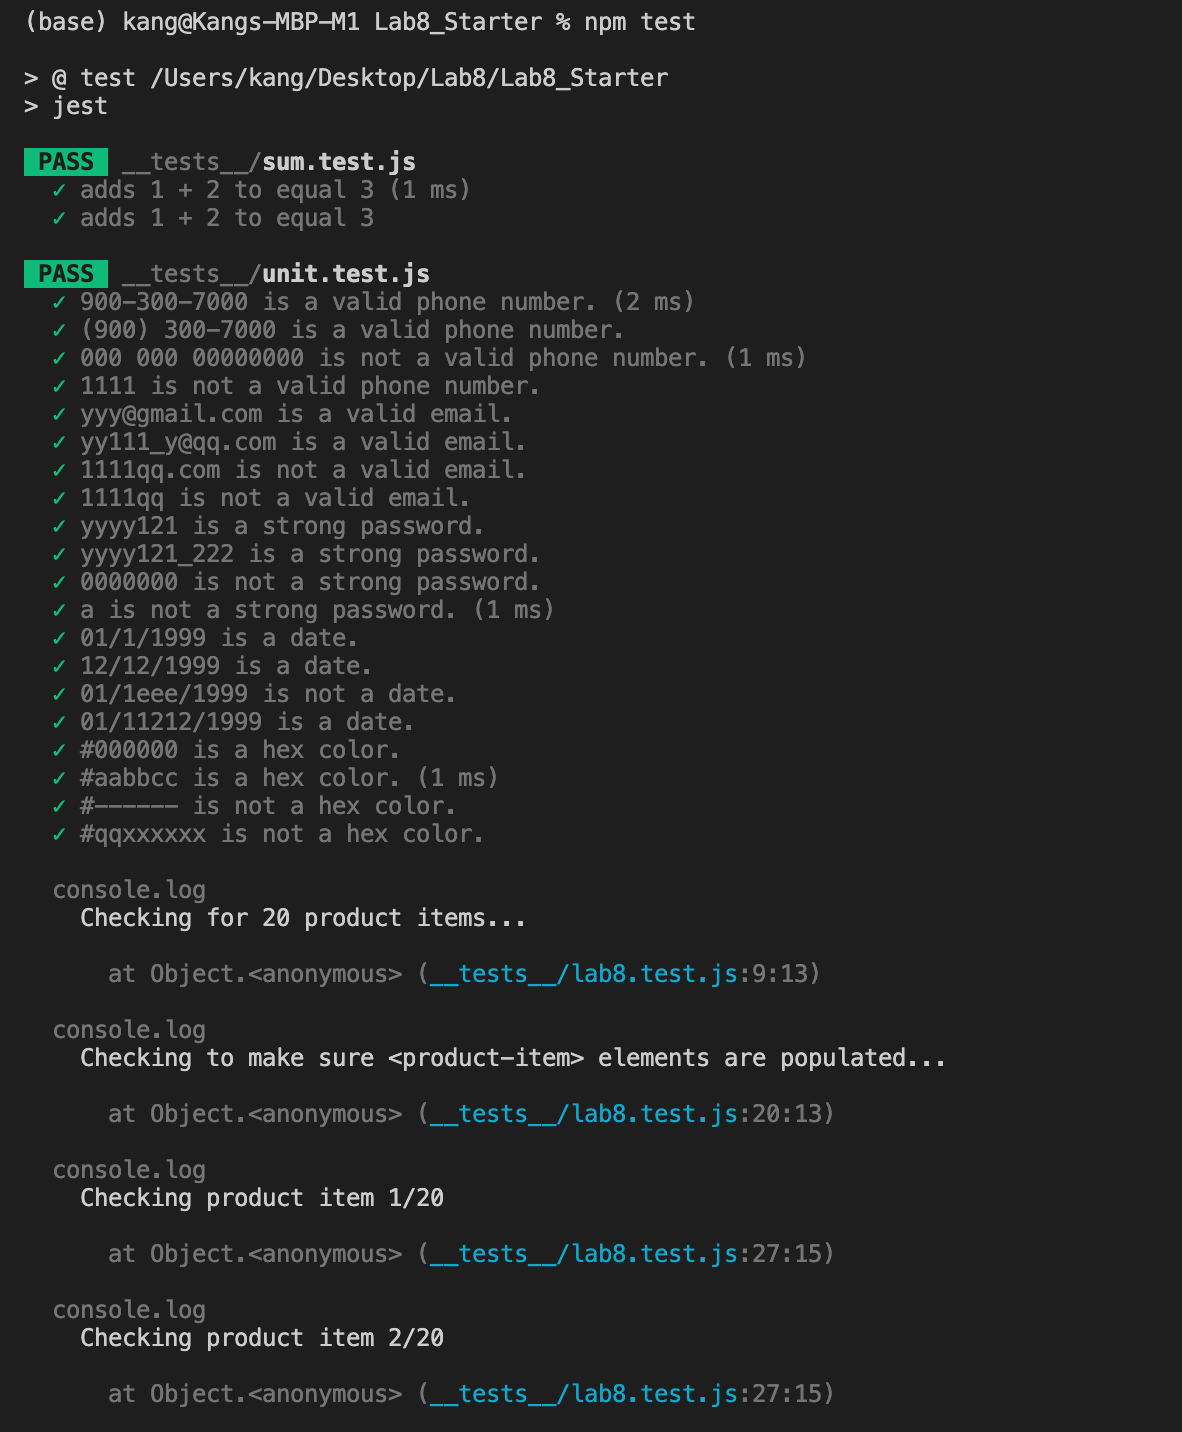 (base) kang@Kangs-MBP-M1 Lab8_Starter % npm test
> @ test /Users/kang/Desktop/Lab8/Lab8_Starter
> jest
PASS __tests__/sum.test.js
✓ adds 1 + 2 to equal 3 (1 ms)
✓ adds 1 + 2 to equal 3
PASS __tests__/unit.test.js
✓ 900-300-7000 is a valid phone number. (2 ms)
✓ (900) 300-7000 is a valid phone number.
✓ 000 000 00000000 is not a valid phone number. (1 ms)
✓ 1111 is not a valid phone number.
✓ yyy@gmail.com is a valid email.
✓ yy111_y@qq.com is a valid email.
✓ 1111qq.com is not a valid email.
✓ 1111qq is not a valid email.
✓ yyyy121 is a strong password.
✓ yyyy121_222 is a strong password.
✓ 0000000 is not a strong password.
✓ a is not a strong password. (1 ms)
✓ 01/1/1999 is a date.
✓ 12/12/1999 is a date.
✓ 01/1eee/1999 is not a date.
✓ 01/11212/1999 is a date.
✓ #000000 is a hex color.
✓ #aabbcc is a hex color. (1 ms)
✓ #------ is not a hex color.
✓ #qqxxxxxx is not a hex color.
console.log
Checking for 20 product items...
at Object.<anonymous> (__tests__/lab8.test.js:9:13)
console.log
Checking to make sure <product-item> elements are populated...
at Object.<anonymous> (__tests__/lab8.test.js:20:13)
console.log
Checking product item 1/20
at Object.<anonymous> (__tests__/lab8.test.js:27:15)
console.log
Checking product item 2/20
at Object.<anonymous> (__tests__/lab8.test.js:27:15)